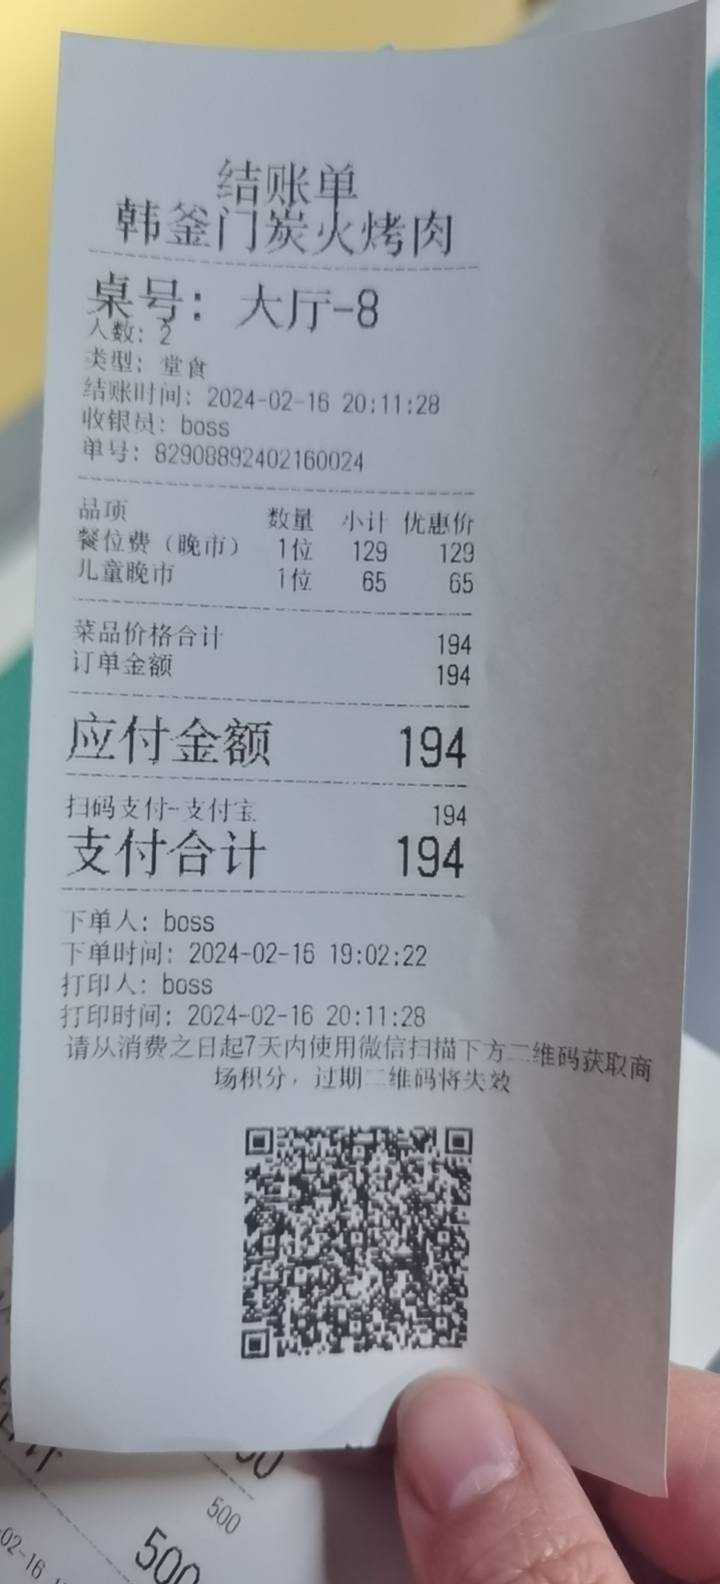 结账单
韩釜门炭火烤肉
桌号：大厅-8
人数：2
类型：堂食
结账时间：2024-02-16 20:11:28
收银员：boss
单号：82908892402160024
品项 数量 小计 优惠价
餐位费（晚市） 1位 129 129
儿童晚市 1位 65 65
菜品价格合计 194
订单金额 194
应付金额 194
扫码支付-支付宝 194
支付合计 194
下单人：boss
下单时间：2024-02-16 19:02:22
打印人：boss
打印时间：2024-02-16 20:11:28
请从消费之日起7天内使用微信扫描下方二维码获取商
场积分，过期二维码将失效
500
500
02-16